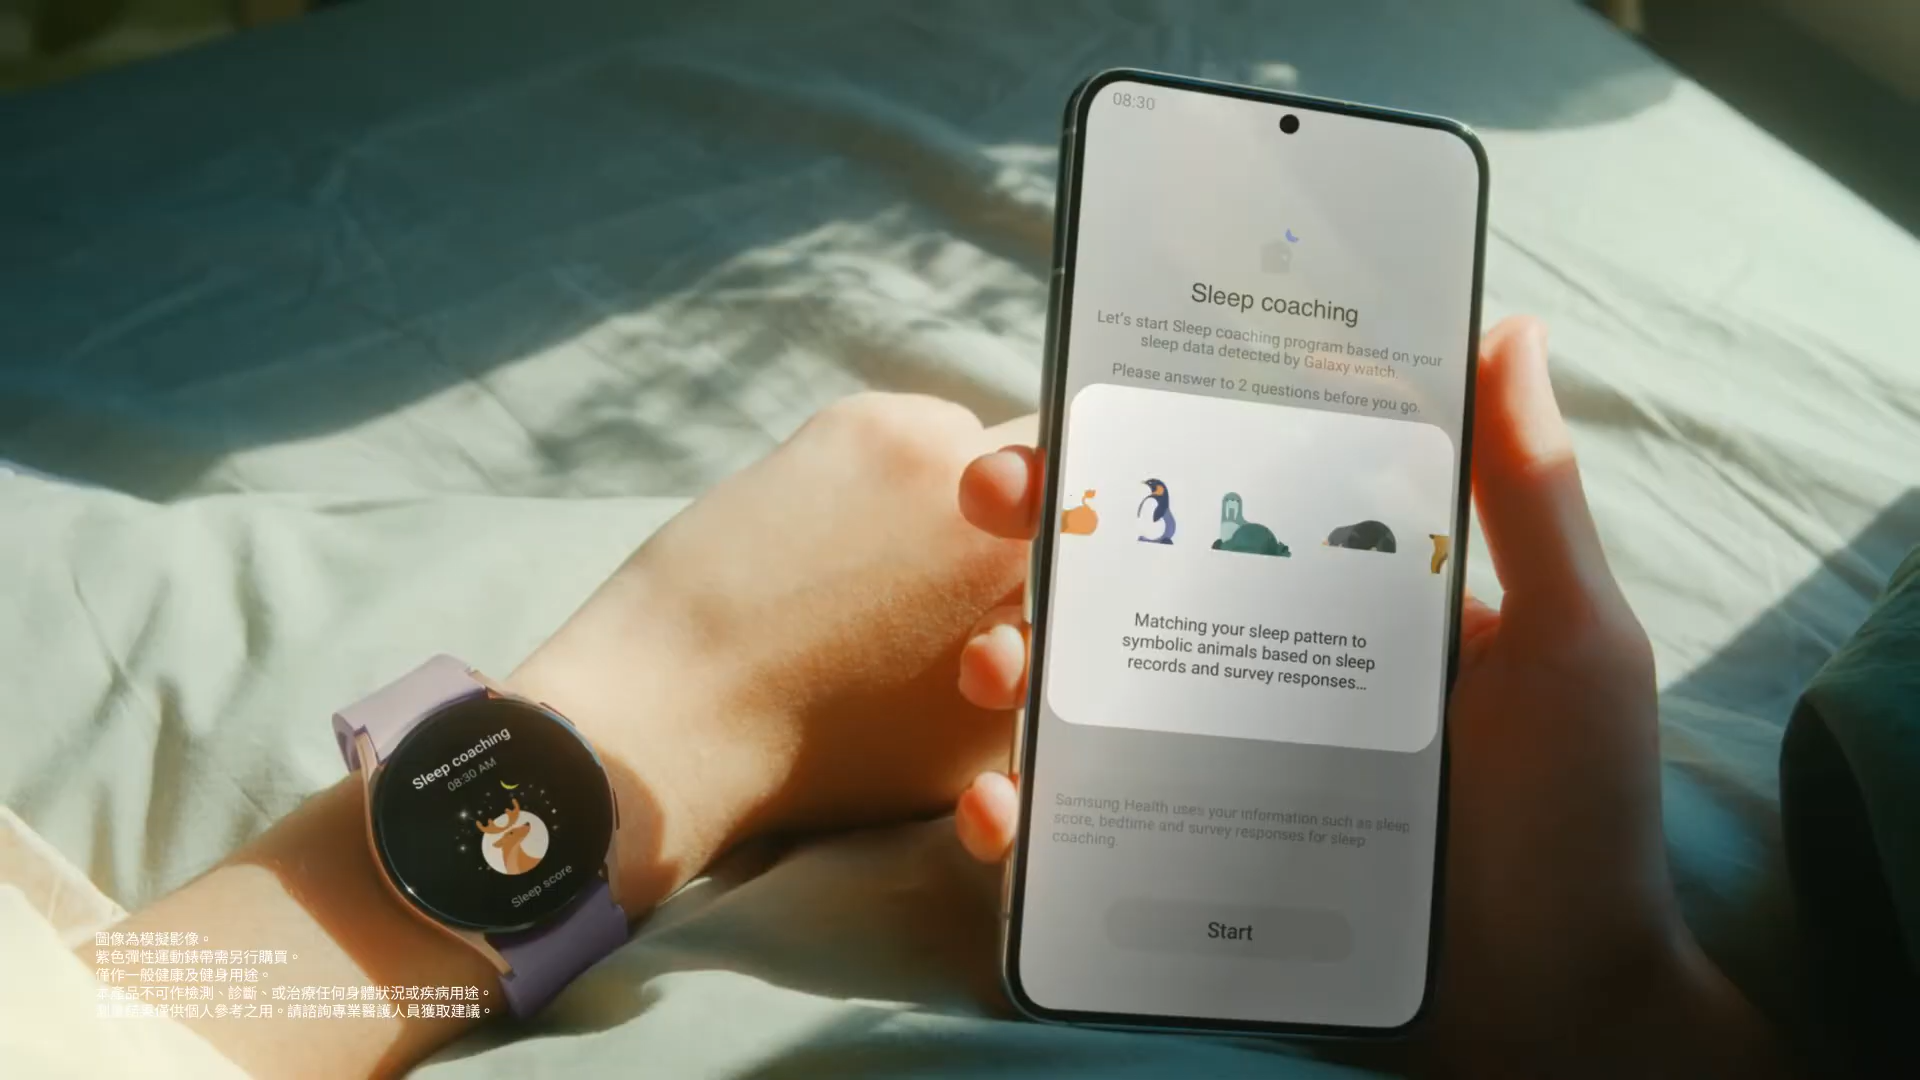 08:30
Sleep coaching
Let's start Sleep coaching program based on your
sleep data detected by Galaxy watch.
Please answer to 2 questions before you go.
Matching your sleep pattern to
symbolic animals based on sleep
records and survey responses...
Samsung Health uses your information such as sleep
score, bedtime and survey responses for sleep
coaching.
Start
Sleep coaching
08:30 AM
Sleep score
圖像為模擬影像。
紫色彈性運動錶帶需另行購買。
僅作一般健康及健身用途。
本產品不可作檢測、診斷、或治療任何身體狀況或疾病用途。
僅供個人參考之用。請諮詢專業醫護人員獲取建議。